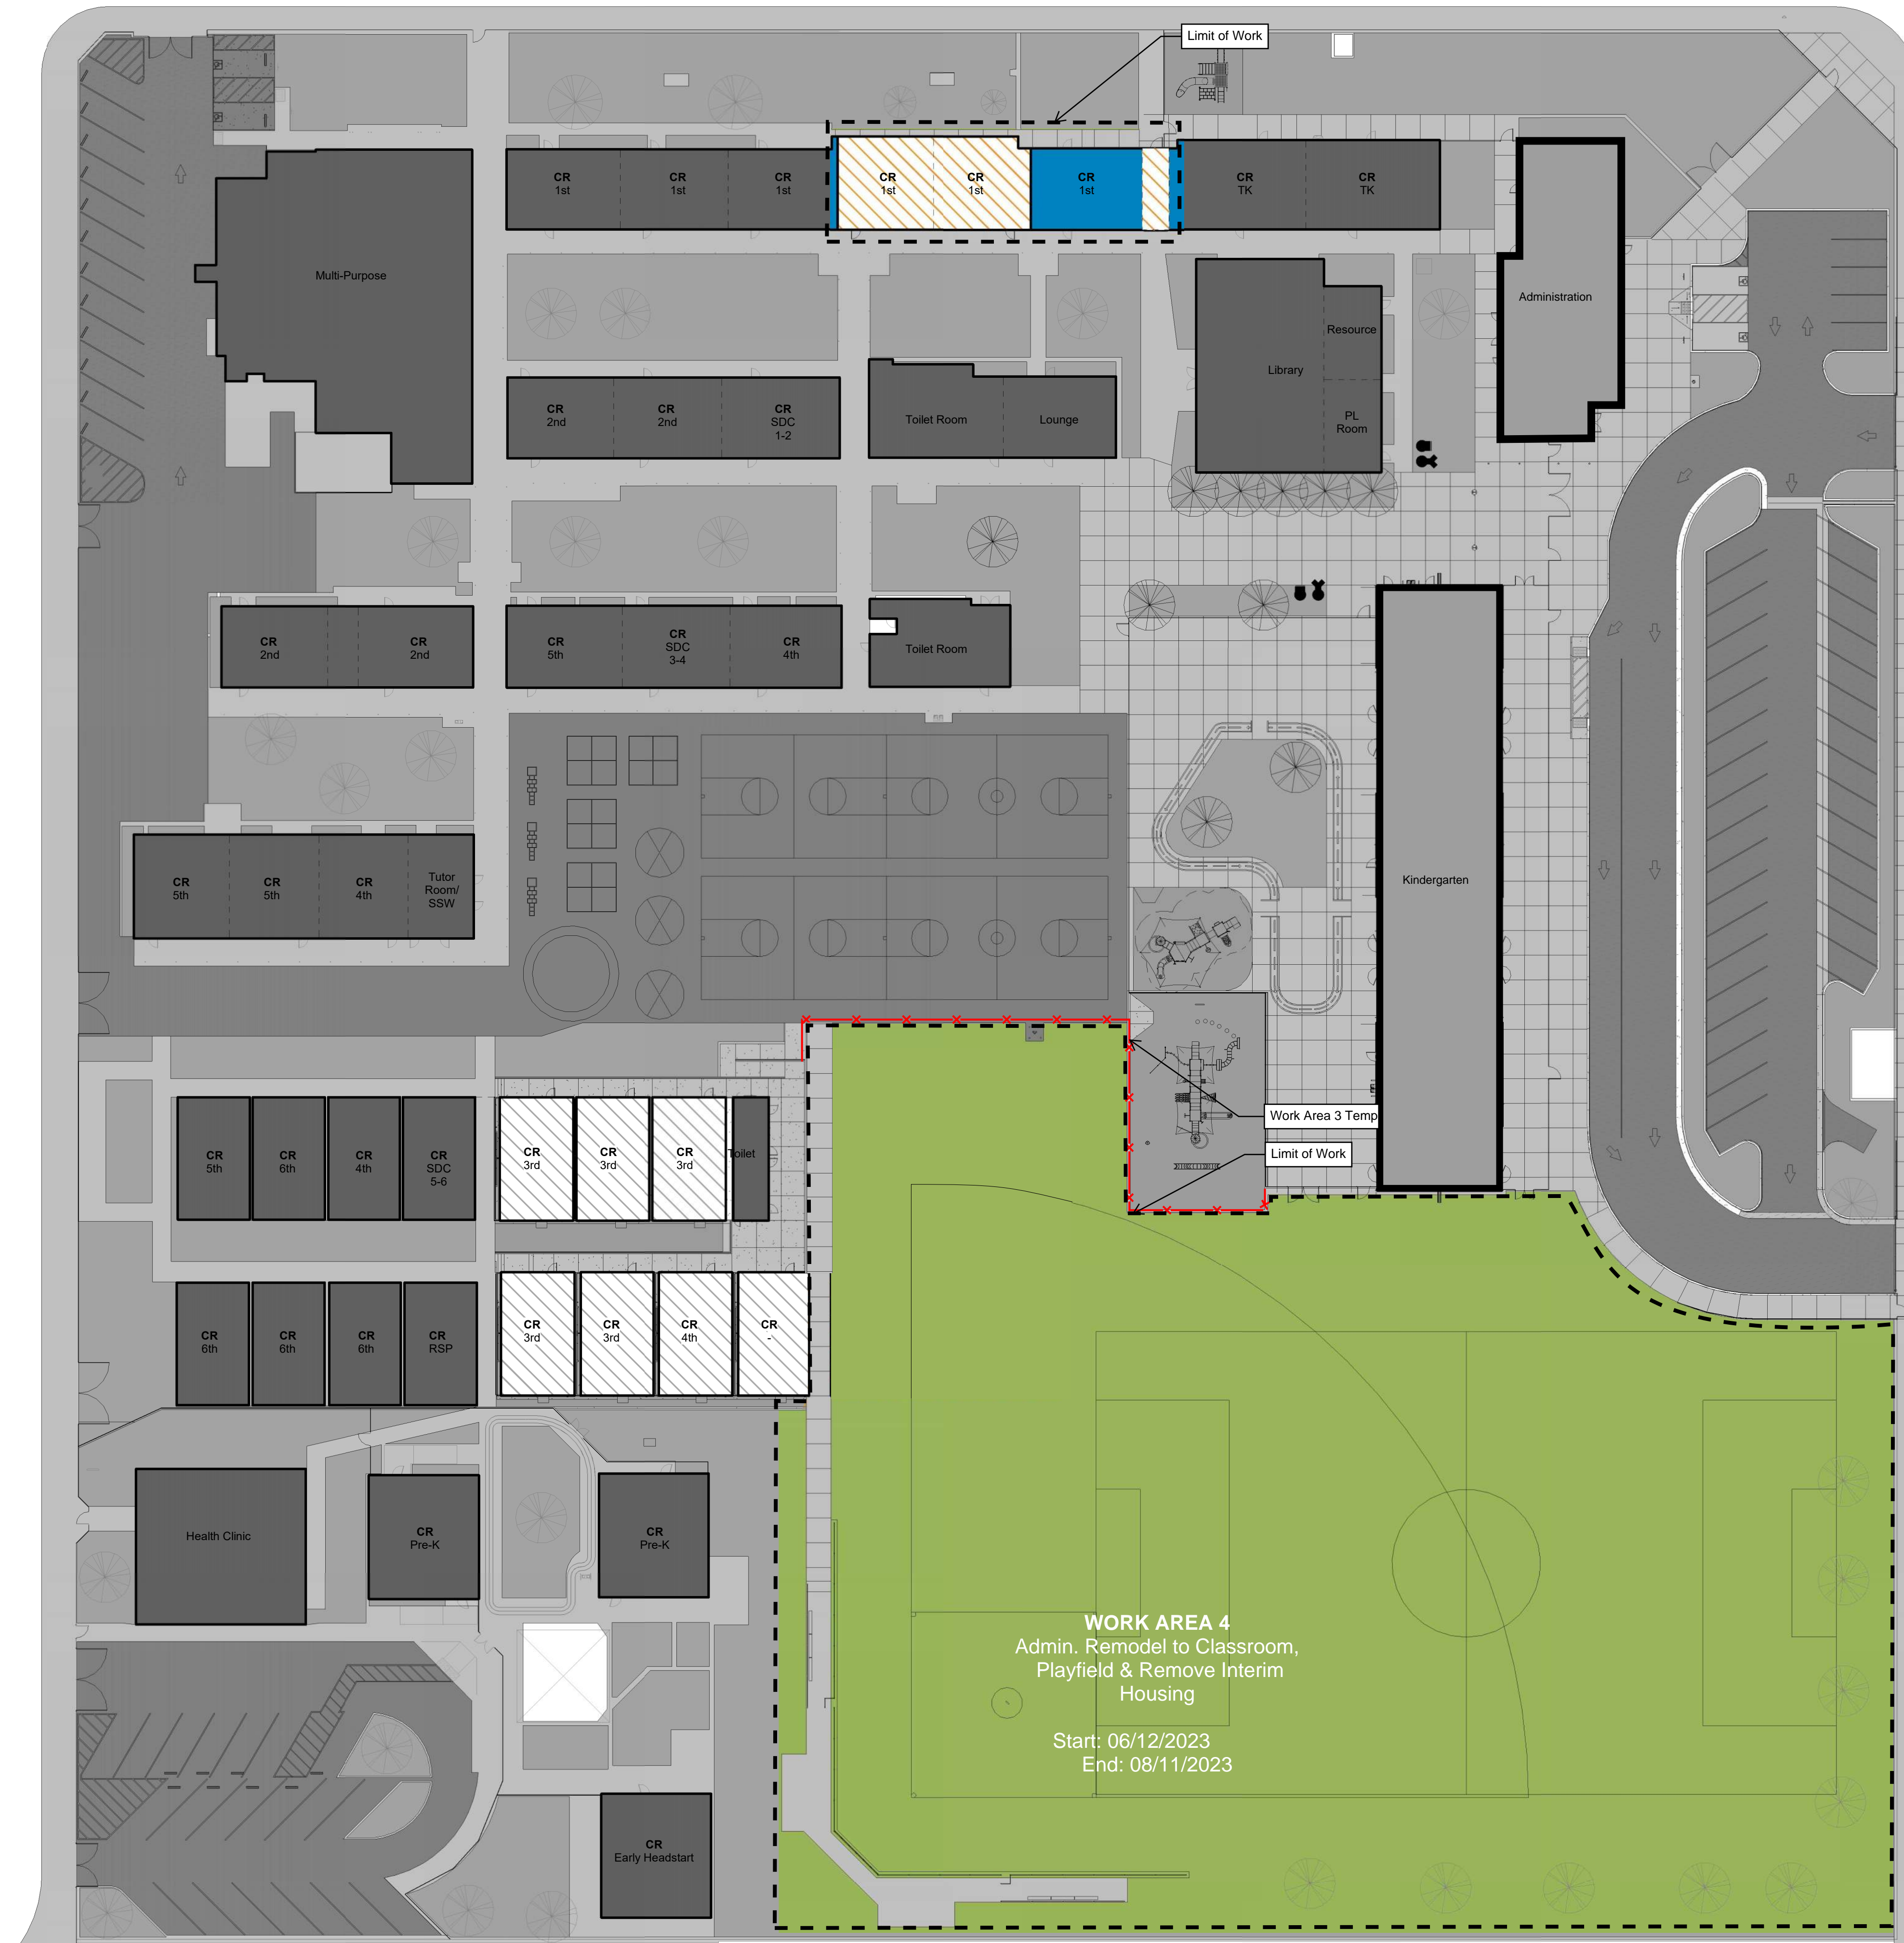 Limit of Work
CR
1st
CR
1st
CR
1st
CR
1st
CR
1st
CR
1st
CR
TK
CR
TK
Multi-Purpose
Administration
Resource
Library
PL
Room
CR
2nd
CR
2nd
CR
SDC
1-2
Toilet Room
Lounge
CR
2nd
CR
2nd
CR
5th
CR
SDC
3-4
CR
4th
Toilet Room
CR
5th
CR
5th
CR
4th
Tutor
Room/
SSW
Kindergarten
Work Area 3 Temp
Limit of Work
CR
5th
CR
6th
CR
4th
CR
SDC
5-6
CR
3rd
CR
3rd
CR
3rd
Toilet
CR
6th
CR
6th
CR
6th
CR
RSP
CR
3rd
CR
3rd
CR
4th
CR
-
Health Clinic
CR
Pre-K
CR
Pre-K
WORK AREA 4
Admin. Remodel to Classroom,
Playfield & Remove Interim
Housing
Start: 06/12/2023
End: 08/11/2023
CR
Early Headstart